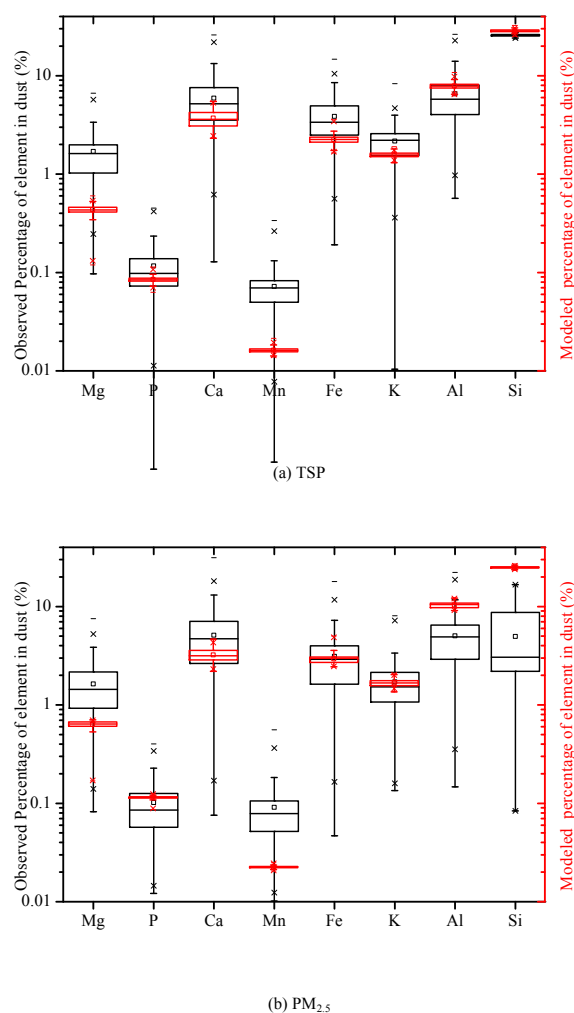 Observed Percentage of element in dust (%)
10
1
0.1
0.01
Mg P Ca Mn Fe K Al Si
Modeled percentage of element in dust (%)
(a) TSP
Observed Percentage of element in dust (%)
10
1
0.1
0.01
Mg P Ca Mn Fe K Al Si
Modeled percentage of element in dust (%)
(b) PM2.5